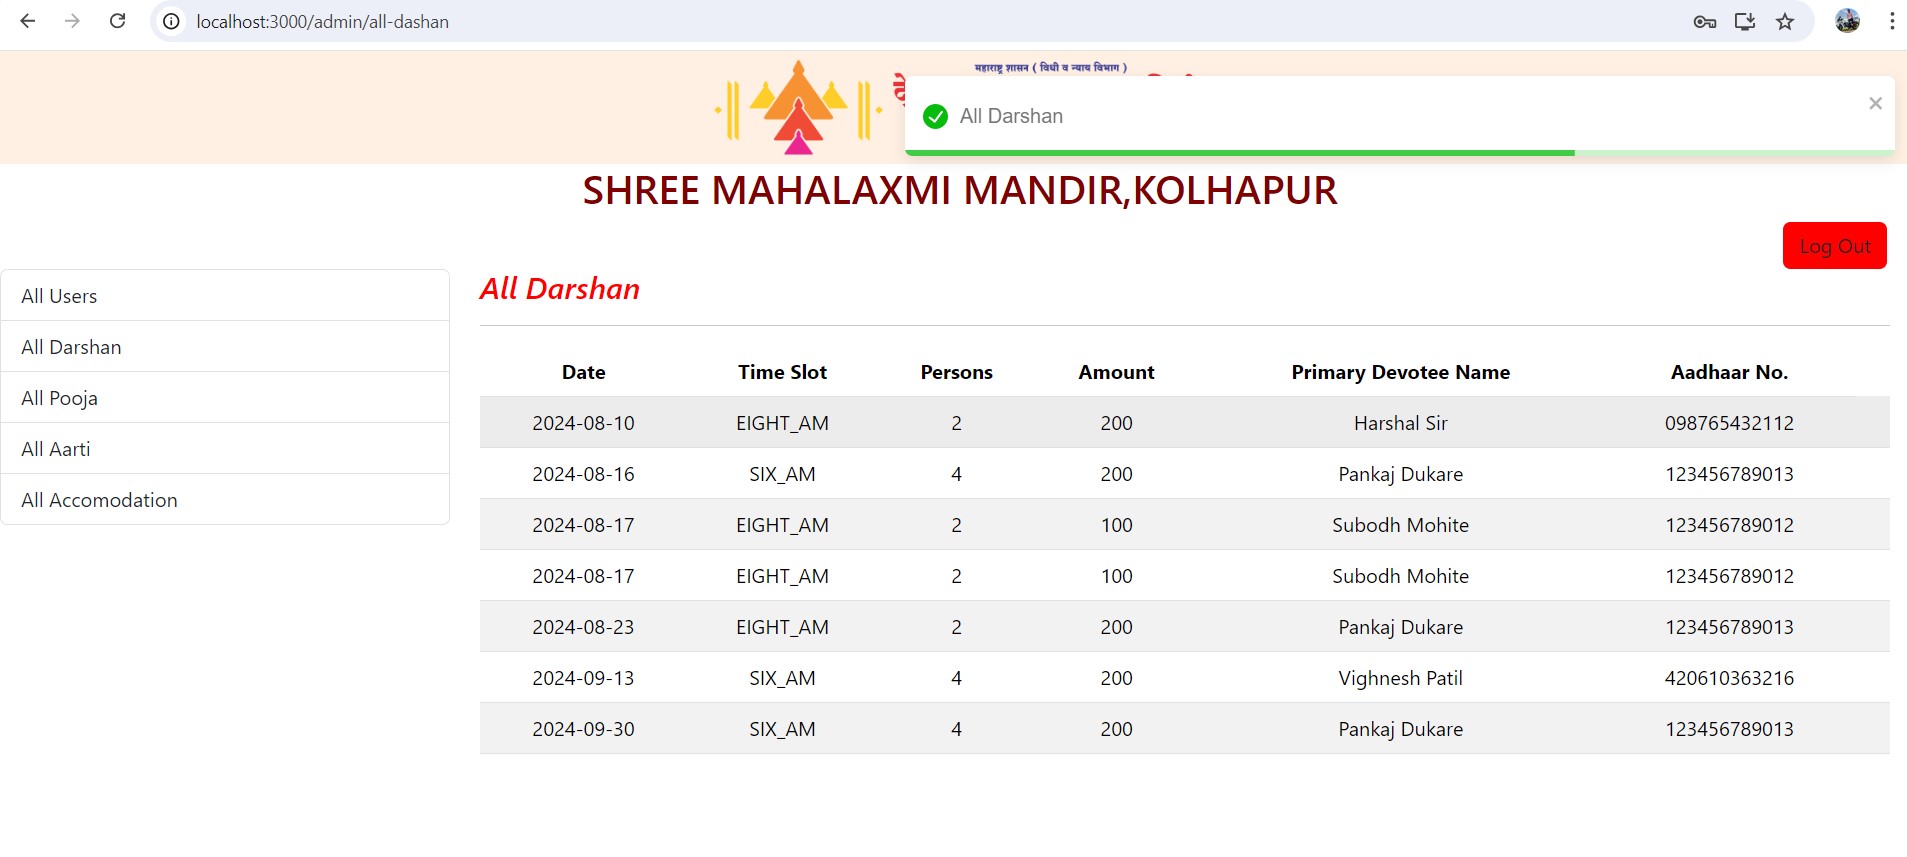 localhost:3000/admin/all-dashan
महाराष्ट्र शासन ( विधी व न्याय विभाग )
All Darshan
SHREE MAHALAXMI MANDIR,KOLHAPUR
Log Out
All Users
All Darshan
All Pooja
All Aarti
All Accomodation
All Darshan
Date Time Slot Persons Amount Primary Devotee Name Aadhaar No.
2024-08-10 EIGHT_AM 2 200 Harshal Sir 098765432112
2024-08-16 SIX_AM 4 200 Pankaj Dukare 123456789013
2024-08-17 EIGHT_AM 2 100 Subodh Mohite 123456789012
2024-08-17 EIGHT_AM 2 100 Subodh Mohite 123456789012
2024-08-23 EIGHT_AM 2 200 Pankaj Dukare 123456789013
2024-09-13 SIX_AM 4 200 Vighnesh Patil 420610363216
2024-09-30 SIX_AM 4 200 Pankaj Dukare 123456789013